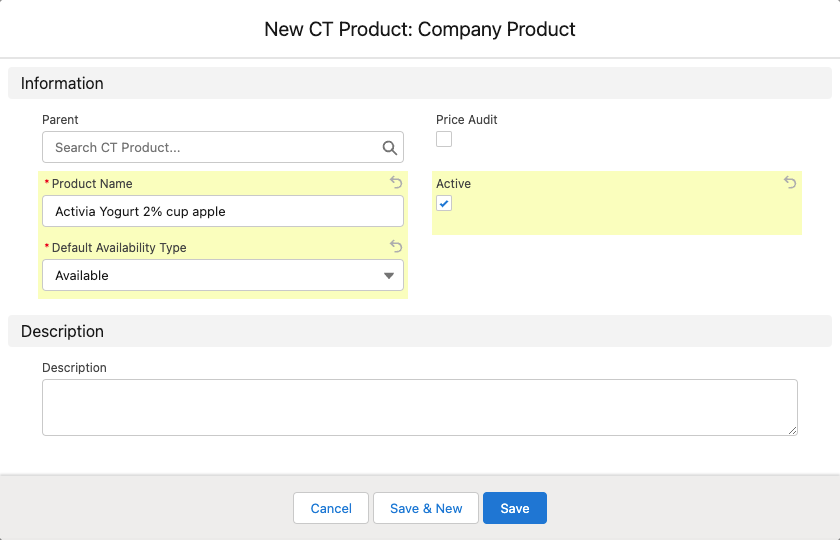 New CT Product: Company Product
Information
Parent
Search CT Product...
Price Audit
* Product Name
Activia Yogurt 2% cup apple
Active
* Default Availability Type
Available
Description
Description
Cancel
Save & New
Save